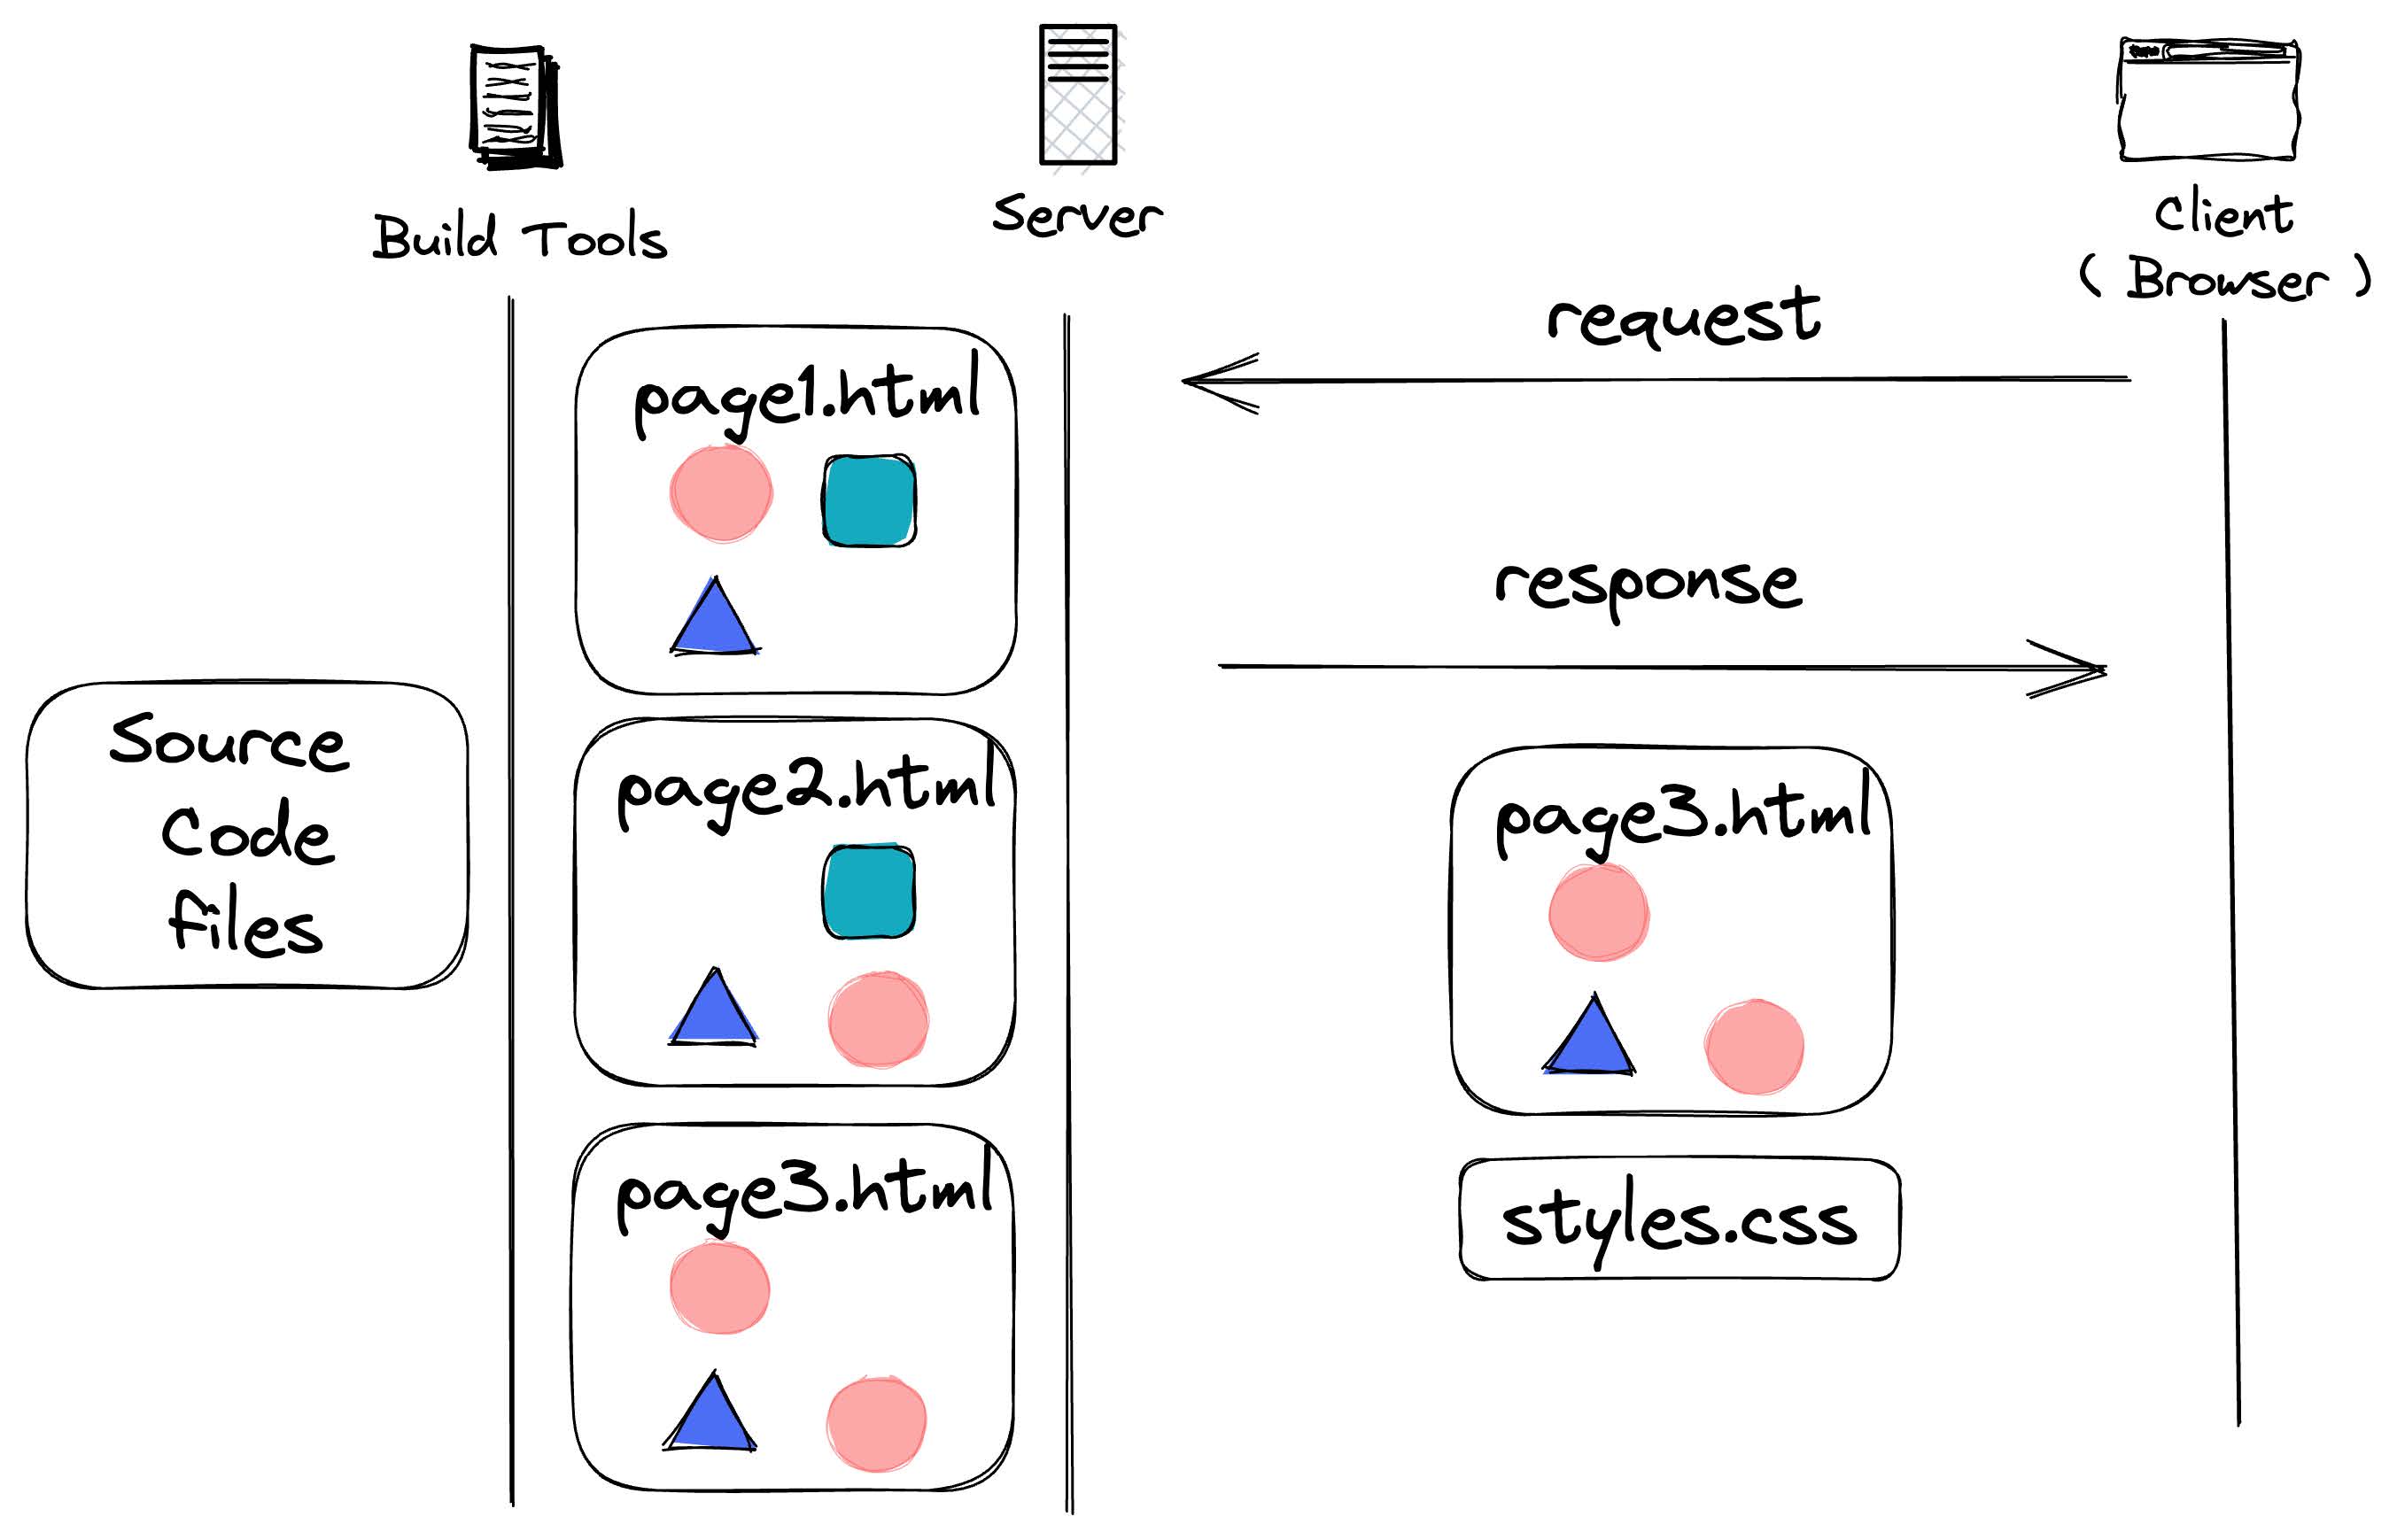 Build Tools
Server
Client
( Browser )
request
page1.html
response
Source
Code
files
page2.html
page3.html
page3.html
styles.css